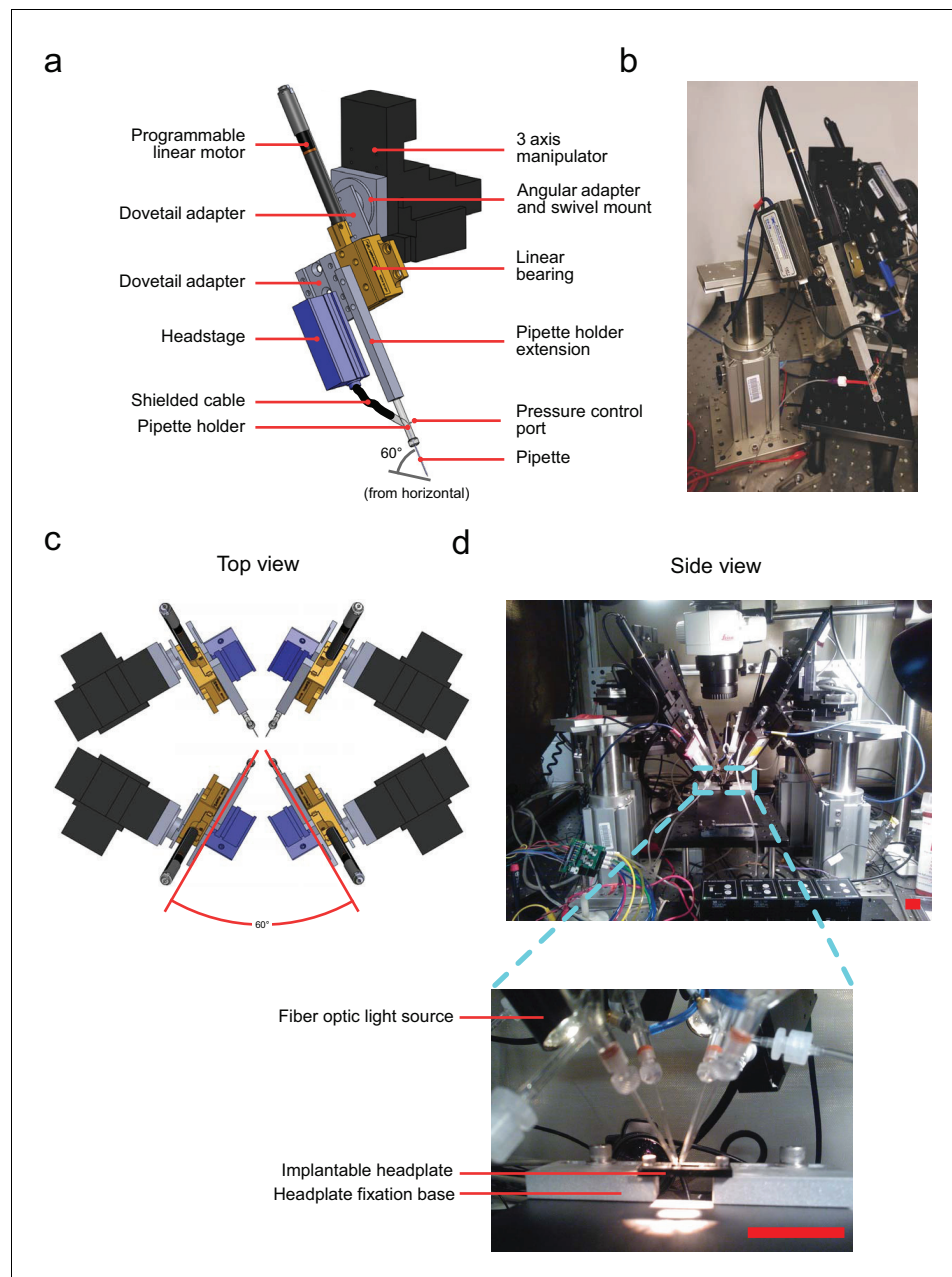 a
b
Programmable
linear motor
Dovetail adapter
Dovetail adapter
Headstage
Shielded cable
Pipette holder
3 axis
manipulator
Angular adapter
and swivel mount
Linear
bearing
Pipette holder
extension
Pressure control
port
Pipette
60°
(from horizontal)
c
d
Top view
Side view
60°
Fiber optic light source
Implantable headplate
Headplate fixation base